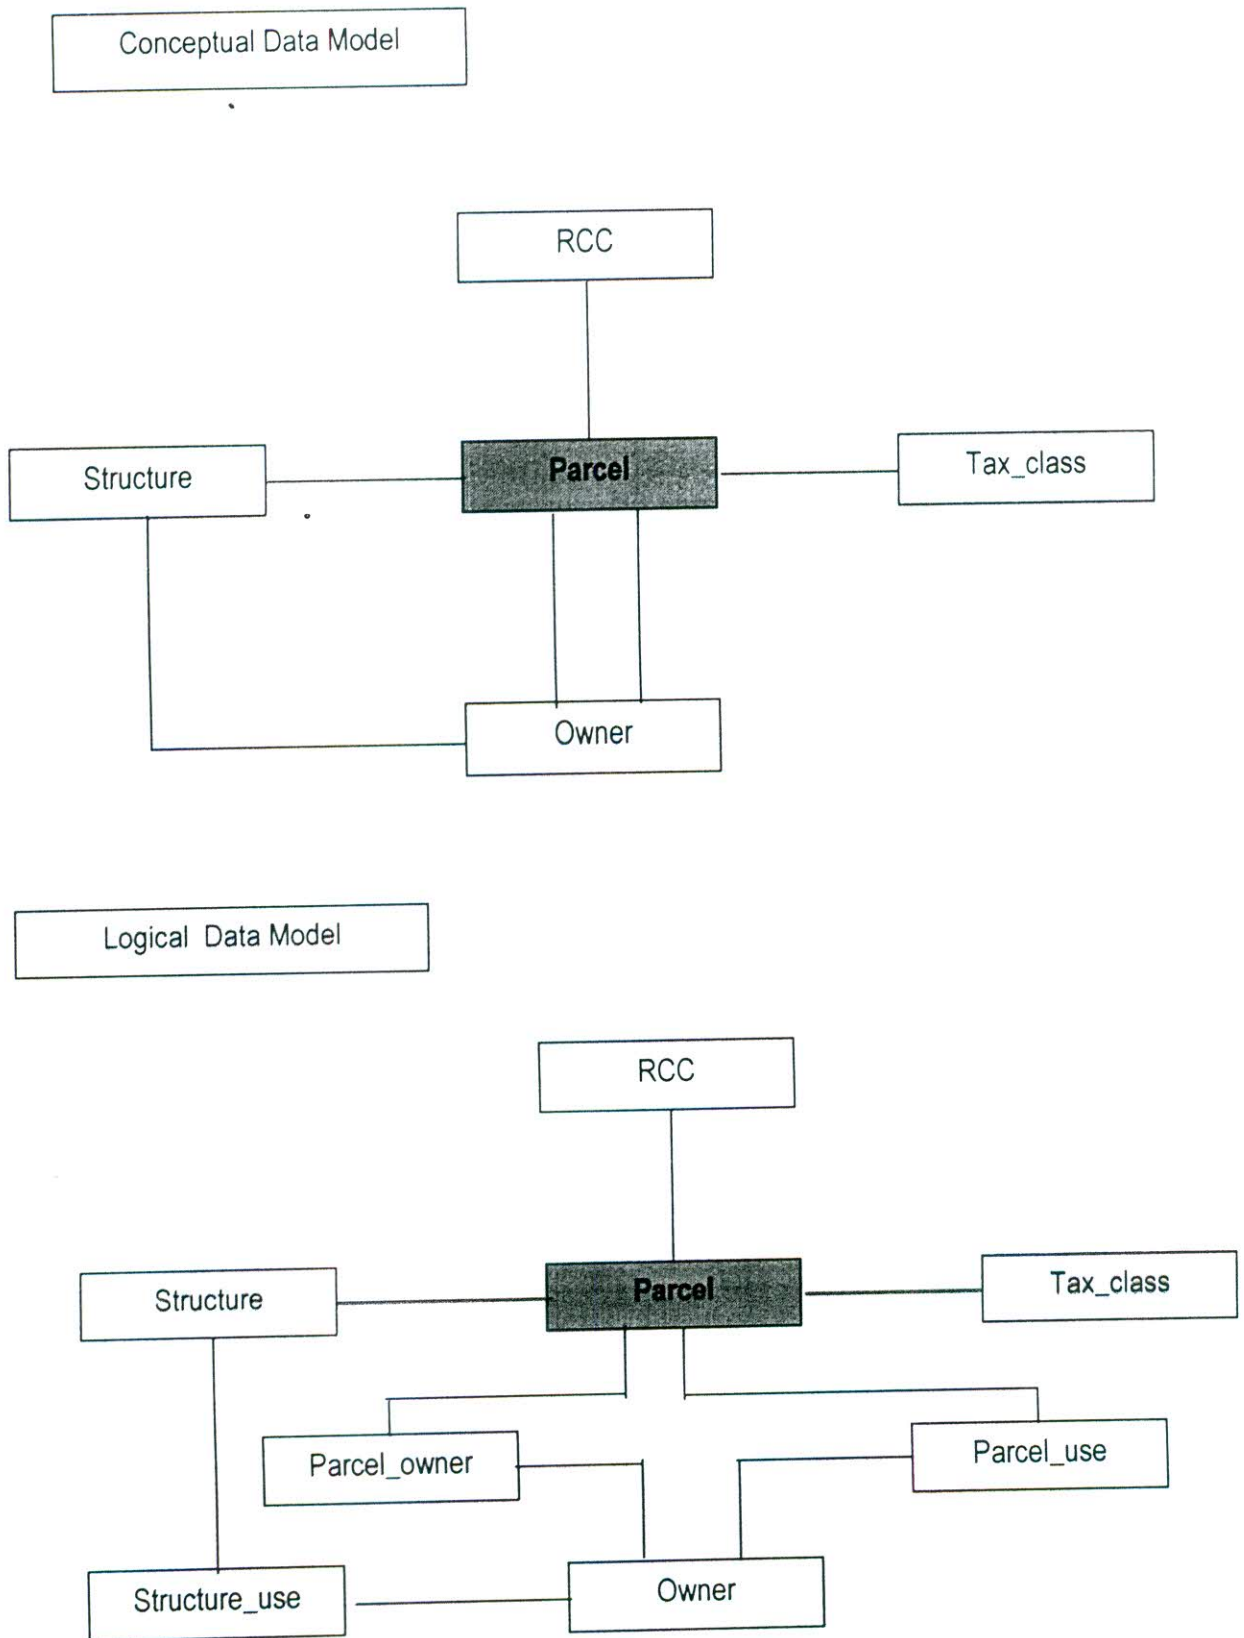 Conceptual Data Model
RCC
Structure
Parcel
Tax_class
Owner
Logical Data Model
RCC
Structure
Parcel
Tax_class
Parcel_owner
Parcel_use
Structure_use
Owner